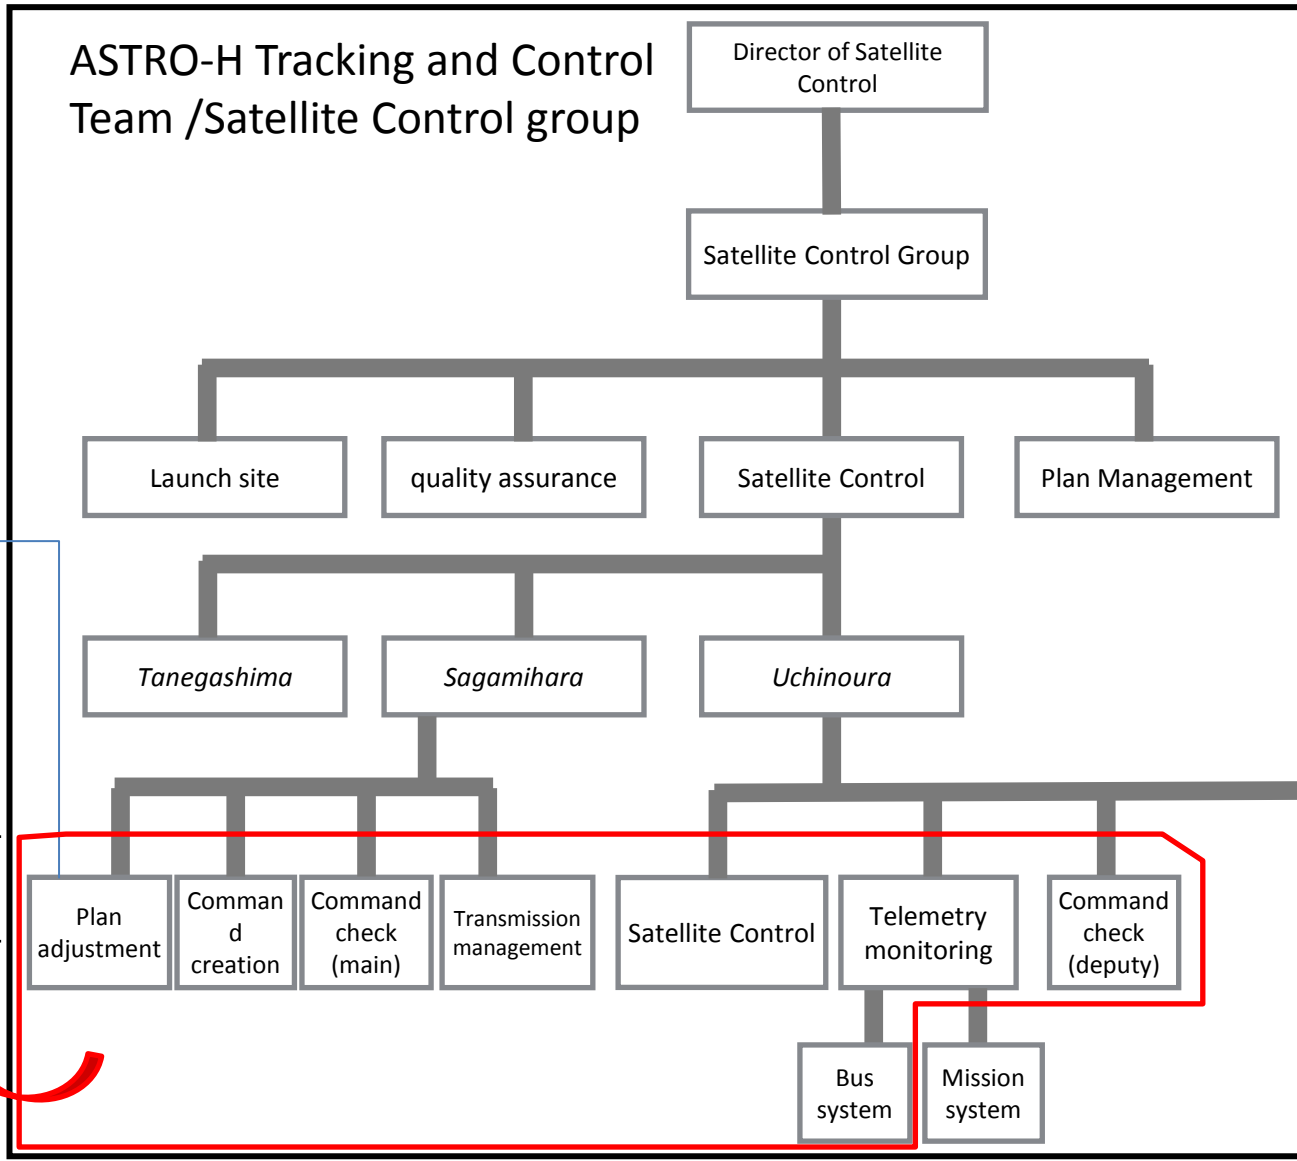 ASTRO-H Tracking and Control
Team /Satellite Control group
Director of Satellite
Control
Satellite Control Group
Launch site
quality assurance
Satellite Control
Plan Management
Tanegashima
Sagamihara
Uchinoura
Plan
adjustment
Comman
d
creation
Command
check
(main)
Transmission
management
Satellite Control
Telemetry
monitoring
Command
check
(deputy)
Bus
system
Mission
system